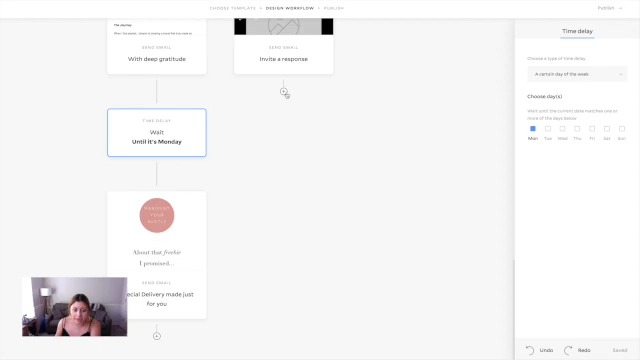 CHOOSE TEMPLATE • DESIGN WORKFLOW • PUBLISH
Publish
The Journey
SEND EMAIL
With deep gratitude
SEND EMAIL
Invite a response
TIME DELAY
Wait
Until it's Monday
YOUR
About that freebie
I promised...
SEND EMAIL
ecial Delivery made just
for you
Time delay
Choose a type of time delay
A certain day of the week
Choose day(s)
Wait until the current date matches one or
more of the days below
Mon Tue Wed Thu Fri Sat Sun
Undo Redo Saved